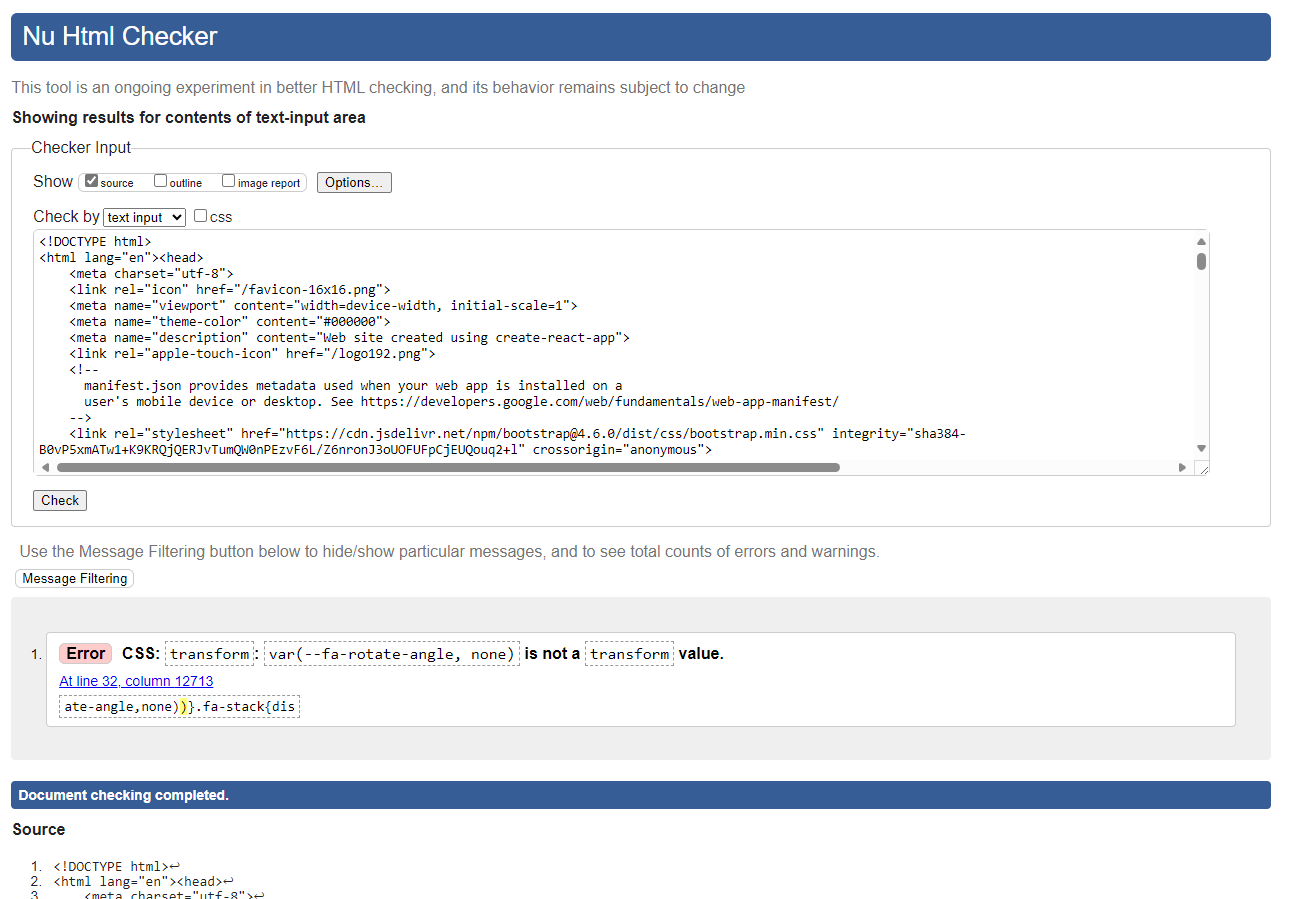 Nu Html Checker
This tool is an ongoing experiment in better HTML checking, and its behavior remains subject to change
Showing results for contents of text-input area
Checker Input
Show source outline image report Options...
Check by text input css
<!DOCTYPE html>
<html lang="en"><head>
    <meta charset="utf-8">
    <link rel="icon" href="/favicon-16x16.png">
    <meta name="viewport" content="width=device-width, initial-scale=1">
    <meta name="theme-color" content="#000000">
    <meta name="description" content="Web site created using create-react-app">
    <link rel="apple-touch-icon" href="/logo192.png">
    <!--
      manifest.json provides metadata used when your web app is installed on a
      user's mobile device or desktop. See https://developers.google.com/web/fundamentals/web-app-manifest/
    -->
    <link rel="stylesheet" href="https://cdn.jsdelivr.net/npm/bootstrap@4.6.0/dist/css/bootstrap.min.css" integrity="sha384-
B0vP5xmATw1+K9KRQjQERJvTumQW0nPEzvF6L/Z6nronJ3oUOFUFpCjEUQouq2+l" crossorigin="anonymous">
Check
Use the Message Filtering button below to hide/show particular messages, and to see total counts of errors and warnings.
Message Filtering
1. Error CSS: transform: var(--fa-rotate-angle, none) is not a transform value.
At line 32, column 12713
ate-angle,none))}.fa-stack{dis
Document checking completed.
Source
1. <!DOCTYPE html>↩
2. <html lang="en"><head>↩
3.     <meta charset="utf-8">↩